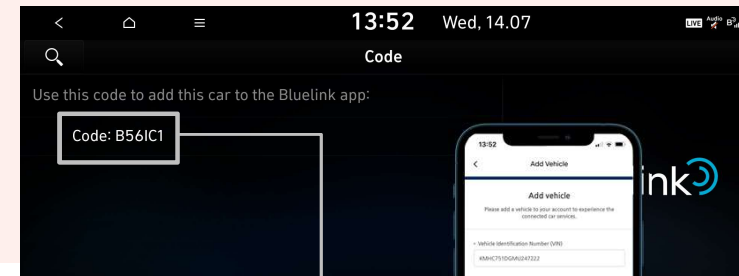 13:52 Wed, 14.07
LIVE Audio
Code
Use this code to add this car to the Bluelink app:
Code: B56IC1
13:52
Add Vehicle
ink
Add vehicle
Please add a vehicle to your account to experience the
connected car services.
Vehicle Identification Number (VIN)